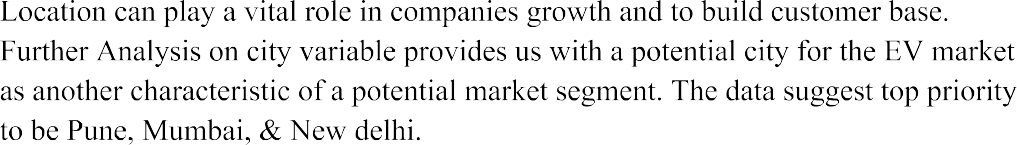 Location can play a vital role in companies growth and to build customer base.
Further Analysis on city variable provides us with a potential city for the EV market
as another characteristic of a potential market segment. The data suggest top priority
to be Pune, Mumbai, & New delhi.